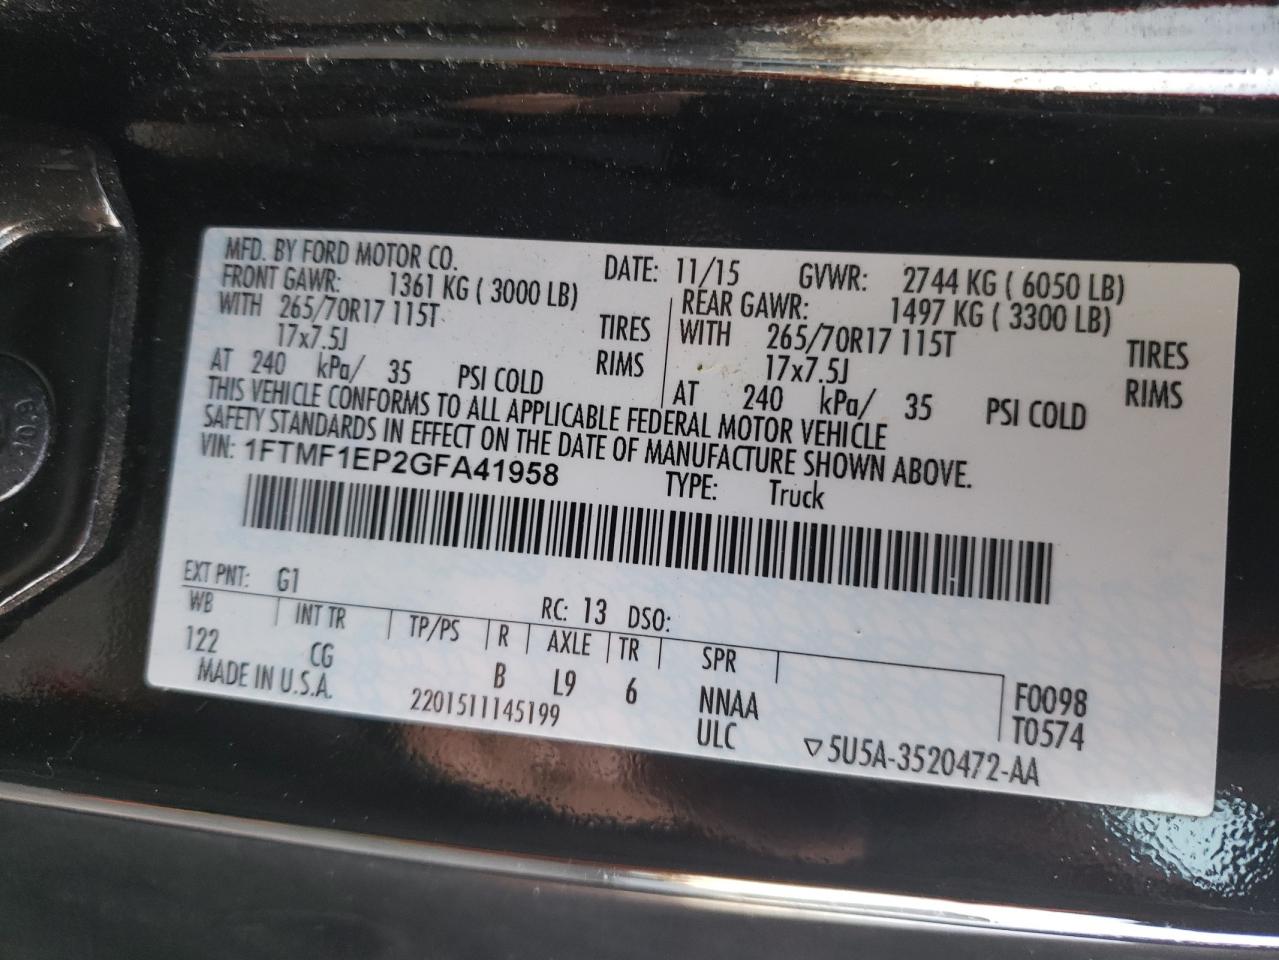 MFD. BY FORD MOTOR CO. DATE: 11/15 GVWR: 2744 KG ( 6050 LB)
FRONT GAWR: 1361 KG ( 3000 LB) REAR GAWR: 1497 KG ( 3300 LB)
WITH 265/70R17 115T TIRES WITH 265/70R17 115T TIRES
17x7.5J RIMS 17x7.5J RIMS
AT 240 kPa/ 35 PSI COLD AT 240 kPa/ 35 PSI COLD
THIS VEHICLE CONFORMS TO ALL APPLICABLE FEDERAL MOTOR VEHICLE
SAFETY STANDARDS IN EFFECT ON THE DATE OF MANUFACTURE SHOWN ABOVE.
VIN: 1FTMF1EP2GFA41958 TYPE: Truck
EXT PNT: G1 RC: 13 DSO:
WB INT TR TP/PS R AXLE TR SPR
122 CG B L9 6 NNAA F0098
MADE IN U.S.A. 2201511145199 ULC T0574
▽5U5A-3520472-AA